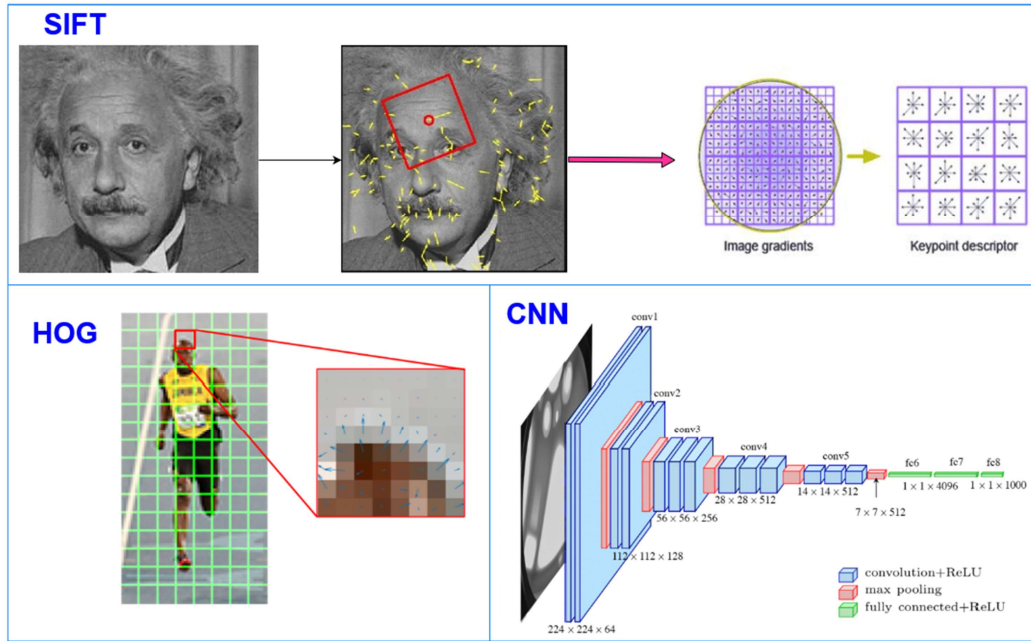 SIFT
Image gradients
Keypoint descriptor
HOG
CNN
conv1
conv2
conv3
conv4
conv5
fc6
fc7
fc8
1 × 1 × 4096
1 × 1 × 1000
14 × 14 × 512
28 × 28 × 512
7 × 7 × 512
56 × 56 × 256
112 × 112 × 128
convolution+ReLU
max pooling
fully connected+ReLU
224 × 224 × 64